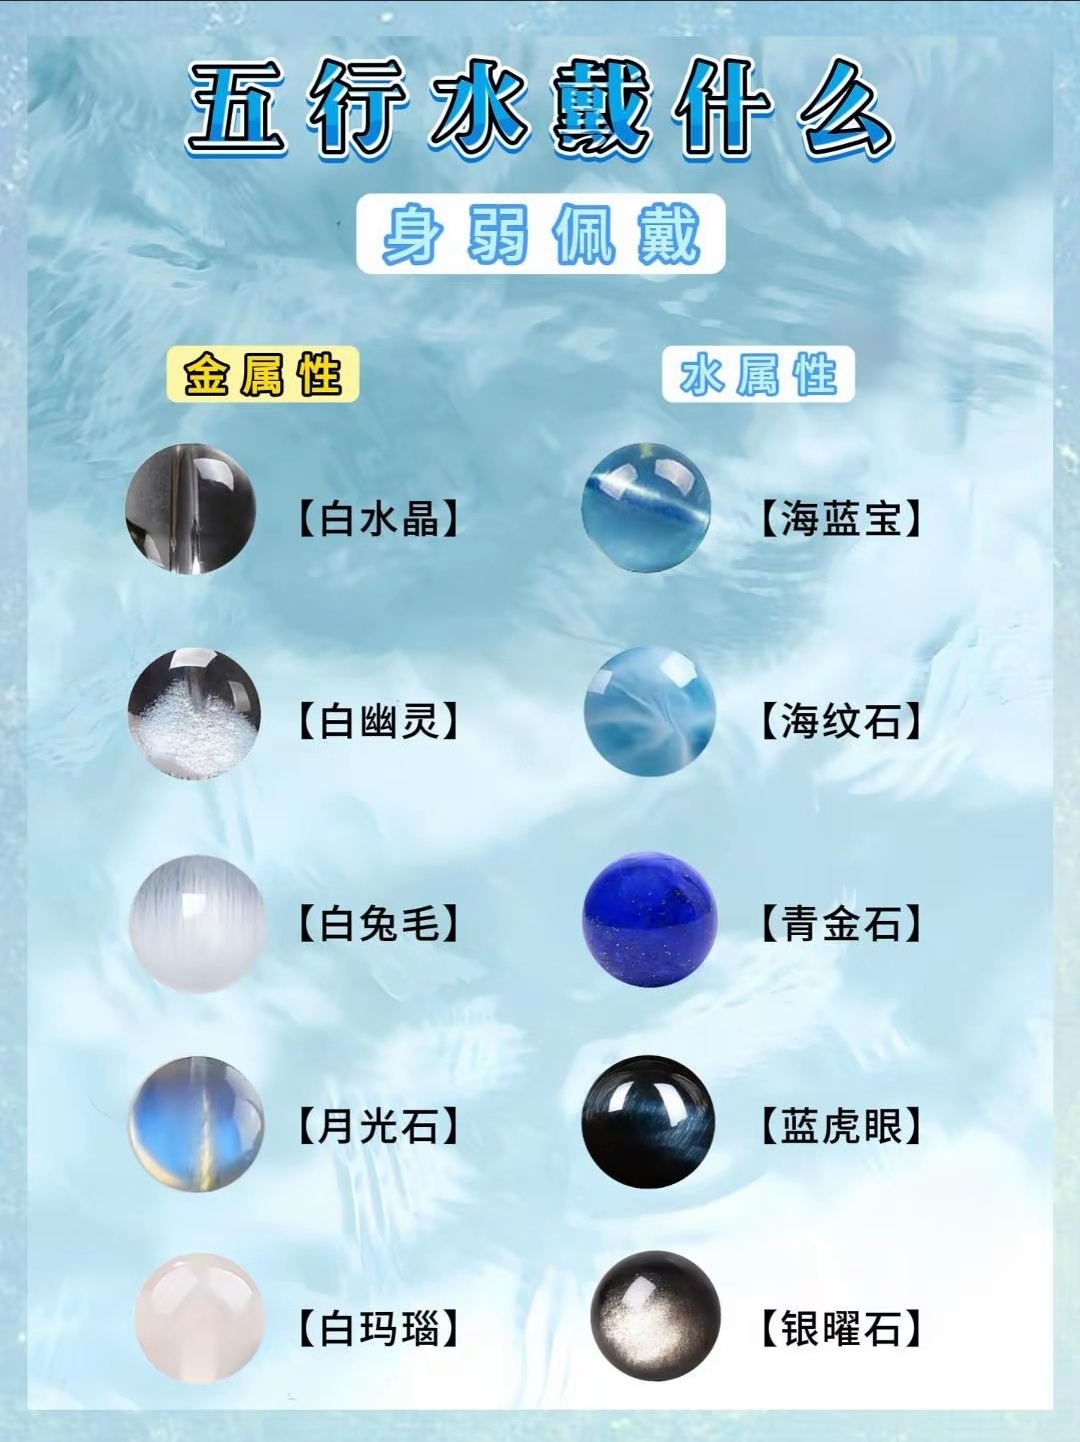 五行水戴什么
身弱佩戴
金属性
水属性
【白水晶】
【海蓝宝】
【白幽灵】
【海纹石】
【白兔毛】
【青金石】
【月光石】
【蓝虎眼】
【白玛瑙】
【银曜石】